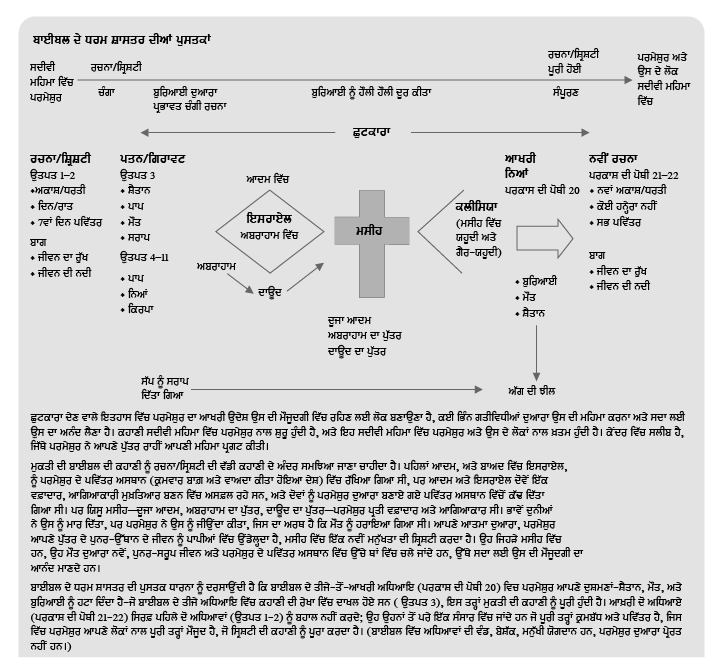 ਬਾਈਬਲ ਦੇ ਧਰਮ ਸ਼ਾਸਤਰ ਦੀਆਂ ਪੁਸਤਕਾਂ
ਸਦੀਵੀ
ਮਹਿਮਾ ਵਿੱਚ
ਪਰਮੇਸ਼ੁਰ
ਰਚਨਾ/ਸ੍ਰਿਸ਼ਟੀ
ਚੰਗਾ
ਬੁਰਿਆਈ ਦੁਆਰਾ
ਪ੍ਰਭਾਵਤ ਚੰਗੀ ਰਚਨਾ
ਬੁਰਿਆਈ ਨੂੰ ਹੌਲੀ ਹੌਲੀ ਦੂਰ ਕੀਤਾ
ਰਚਨਾ/ਸ੍ਰਿਸ਼ਟੀ
ਪੂਰੀ ਹੋਈ
ਸੰਪੂਰਣ
ਪਰਮੇਸ਼ੁਰ ਅਤੇ
ਉਸ ਦੇ ਲੋਕ
ਸਦੀਵੀ ਮਹਿਮਾ
ਵਿੱਚ
ਛੁਟਕਾਰਾ
ਰਚਨਾ/ਸ੍ਰਿਸ਼ਟੀ
ਉਤਪਤ 1–2
• ਅਕਾਸ਼/ਧਰਤੀ
• ਦਿਨ/ਰਾਤ
• 7ਵਾਂ ਦਿਨ ਪਵਿੱਤਰ
ਬਾਗ
• ਜੀਵਨ ਦਾ ਰੁੱਖ
• ਜੀਵਨ ਦੀ ਨਦੀ
ਪਤਨ/ਗਿਰਾਵਟ
ਉਤਪਤ 3
• ਸ਼ੈਤਾਨ
• ਪਾਪ
• ਮੌਤ
• ਸਰਾਪ
ਉਤਪਤ 4–11
• ਪਾਪ
• ਨਿਆਂ
• ਕਿਰਪਾ
ਆਦਮ ਵਿੱਚ
ਇਸਰਾਏਲ
ਅਬਰਾਹਾਮ ਵਿੱਚ
ਅਬਰਾਹਾਮ
ਦਾਊਦ
ਮਸੀਹ
ਦੂਜਾ ਆਦਮ
ਅਬਰਾਹਾਮ ਦਾ ਪੁੱਤਰ
ਦਾਊਦ ਦਾ ਪੁੱਤਰ
ਕਲੀਸਿਯਾ
(ਮਸੀਹ ਵਿੱਚ
ਯਹੂਦੀ ਅਤੇ
ਗੈਰ-ਯਹੂਦੀ)
ਆਖਰੀ
ਨਿਆਂ
ਪਰਕਾਸ਼ ਦੀ ਪੋਥੀ 20
• ਬੁਰਿਆਈ
• ਮੌਤ
• ਸ਼ੈਤਾਨ
ਨਵੀਂ ਰਚਨਾ
ਪਰਕਾਸ਼ ਦੀ ਪੋਥੀ 21–22
• ਨਵਾਂ ਅਕਾਸ਼/ਧਰਤੀ
• ਕੋਈ ਹਨ੍ਹੇਰਾ ਨਹੀਂ
• ਸਭ ਪਵਿੱਤਰ
ਬਾਗ
• ਜੀਵਨ ਦਾ ਰੁੱਖ
• ਜੀਵਨ ਦੀ ਨਦੀ
ਸੱਪ ਨੂੰ ਸਰਾਪ
ਦਿੱਤਾ ਗਿਆ
ਅੱਗ ਦੀ ਝੀਲ
ਛੁਟਕਾਰਾ ਦੇਣ ਵਾਲੇ ਇਤਹਾਸ ਵਿੱਚ ਪਰਮੇਸ਼ੁਰ ਦਾ ਆਖਰੀ ਉਦੇਸ਼ ਉਸ ਦੀ ਮੌਜੂਦਗੀ ਵਿੱਚ ਰਹਿਣ ਲਈ ਲੋਕ ਬਣਾਉਣਾ ਹੈ, ਕਈ ਭਿੰਨ ਗਤੀਵਿਧੀਆਂ ਦੁਆਰਾ ਉਸ ਦੀ ਮਹਿਮਾ ਕਰਨਾ ਅਤੇ ਸਦਾ ਲਈ
ਉਸ ਦਾ ਅਨੰਦ ਲੈਣਾ ਹੈ। ਕਹਾਣੀ ਸਦੀਵੀ ਮਹਿਮਾ ਵਿੱਚ ਪਰਮੇਸ਼ੁਰ ਨਾਲ ਸ਼ੁਰੂ ਹੁੰਦੀ ਹੈ, ਅਤੇ ਇਹ ਸਦੀਵੀ ਮਹਿਮਾ ਵਿੱਚ ਪਰਮੇਸ਼ੁਰ ਅਤੇ ਉਸ ਦੇ ਲੋਕਾਂ ਨਾਲ ਖ਼ਤਮ ਹੁੰਦੀ ਹੈ। ਕੇਂਦਰ ਵਿੱਚ ਸਲੀਬ ਹੈ,
ਜਿੱਥੇ ਪਰਮੇਸ਼ੁਰ ਨੇ ਆਪਣੇ ਪੁੱਤਰ ਰਾਹੀਂ ਆਪਣੀ ਮਹਿਮਾ ਪ੍ਰਗਟ ਕੀਤੀ।
ਮੁਕਤੀ ਦੀ ਬਾਈਬਲ ਦੀ ਕਹਾਣੀ ਨੂੰ ਰਚਨਾ/ਸ੍ਰਿਸ਼ਟੀ ਦੀ ਵੱਡੀ ਕਹਾਣੀ ਦੇ ਅੰਦਰ ਸਮਝਿਆ ਜਾਣਾ ਚਾਹੀਦਾ ਹੈ। ਪਹਿਲਾਂ ਆਦਮ, ਅਤੇ ਬਾਅਦ ਵਿੱਚ ਇਸਰਾਏਲ,
ਨੂੰ ਪਰਮੇਸ਼ੁਰ ਦੇ ਪਵਿੱਤਰ ਅਸਥਾਨ (ਕ੍ਰਮਵਾਰ ਬਾਗ਼ ਅਤੇ ਵਾਅਦਾ ਕੀਤਾ ਹੋਇਆ ਦੇਸ਼) ਵਿੱਚ ਰੱਖਿਆ ਗਿਆ ਸੀ, ਪਰ ਆਦਮ ਅਤੇ ਇਸਰਾਏਲ ਦੋਵੇਂ ਇੱਕ
ਵਫ਼ਾਦਾਰ, ਆਗਿਆਕਾਰੀ ਮੁਖ਼ਤਿਆਰ ਬਣਨ ਵਿੱਚ ਅਸਫ਼ਲ ਰਹੇ ਸਨ, ਅਤੇ ਦੋਵਾਂ ਨੂੰ ਪਰਮੇਸ਼ੁਰ ਦੁਆਰਾ ਬਣਾਏ ਗਏ ਪਵਿੱਤਰ ਅਸਥਾਨ ਵਿੱਚੋਂ ਕੱਢ ਦਿੱਤਾ
ਗਿਆ ਸੀ। ਪਰ ਯਿਸੂ ਮਸੀਹ—ਦੂਜਾ ਆਦਮ, ਅਬਰਾਹਾਮ ਦਾ ਪੁੱਤਰ, ਦਾਊਦ ਦਾ ਪੁੱਤਰ—ਪਰਮੇਸ਼ੁਰ ਪ੍ਰਤੀ ਵਫ਼ਾਦਾਰ ਅਤੇ ਆਗਿਆਕਾਰ ਸੀ। ਭਾਵੇਂ ਦੁਨੀਆਂ
ਨੇ ਉਸ ਨੂੰ ਮਾਰ ਦਿੱਤਾ, ਪਰ ਪਰਮੇਸ਼ੁਰ ਨੇ ਉਸ ਨੂੰ ਜੀਉਂਦਾ ਕੀਤਾ, ਜਿਸ ਦਾ ਅਰਥ ਹੈ ਕਿ ਮੌਤ ਨੂੰ ਹਰਾਇਆ ਗਿਆ ਸੀ। ਆਪਣੇ ਆਤਮਾ ਦੁਆਰਾ, ਪਰਮੇਸ਼ੁਰ
ਆਪਣੇ ਪੁੱਤਰ ਦੇ ਪੁਨਰ-ਉੱਥਾਨ ਦੇ ਜੀਵਨ ਨੂੰ ਪਾਪੀਆਂ ਵਿੱਚ ਉਂਡੇਲ੍ਹਦਾ ਹੈ, ਮਸੀਹ ਵਿੱਚ ਇੱਕ ਨਵੀਂ ਮਨੁੱਖਤਾ ਦੀ ਸ੍ਰਿਸ਼ਟੀ ਕਰਦਾ ਹੈ। ਉਹ ਜਿਹੜੇ ਮਸੀਹ ਵਿੱਚ
ਹਨ, ਉਹ ਮੌਤ ਦੁਆਰਾ ਨਵੇਂ, ਪੁਨਰ-ਸਰੂਪ ਜੀਵਨ ਅਤੇ ਪਰਮੇਸ਼ੁਰ ਦੇ ਪਵਿੱਤਰ ਅਸਥਾਨ ਵਿੱਚ ਉੱਚੇ ਥਾਂ ਵਿੱਚ ਚਲੇ ਜਾਂਦੇ ਹਨ, ਉੱਥੇ ਸਦਾ ਲਈ ਉਸ ਦੀ ਮੌਜੂਦਗੀ ਦਾ
ਆਨੰਦ ਮਾਣਦੇ ਹਨ।
ਬਾਈਬਲ ਦੇ ਧਰਮ ਸ਼ਾਸਤਰ ਦੀ ਪੁਸਤਕ ਧਾਰਨਾ ਨੂੰ ਦਰਸਾਉਂਦੀ ਹੈ ਕਿ ਬਾਈਬਲ ਦੇ ਤੀਜੇ-ਤੋਂ-ਆਖਰੀ ਅਧਿਆਇ (ਪਰਕਾਸ਼ ਦੀ ਪੋਥੀ 20) ਵਿਚ ਪਰਮੇਸ਼ੁਰ ਆਪਣੇ ਦੁਸ਼ਮਣਾਂ-ਸ਼ੈਤਾਨ, ਮੌਤ, ਅਤੇ
ਬੁਰਿਆਈ ਨੂੰ ਹਟਾ ਦਿੰਦਾ ਹੈ—ਜੋ ਬਾਈਬਲ ਦੇ ਤੀਜੇ ਅਧਿਆਇ ਵਿੱਚ ਕਹਾਣੀ ਦੀ ਰੇਖਾ ਵਿੱਚ ਦਾਖਲ ਹੋਏ ਸਨ ( ਉਤਪਤ 3), ਇਸ ਤਰ੍ਹਾਂ ਮੁਕਤੀ ਦੀ ਕਹਾਣੀ ਨੂੰ ਪੂਰੀ ਹੁੰਦੀ ਹੈ। ਆਖ਼ਰੀ ਦੋ ਅਧਿਆਏ
(ਪਰਕਾਸ਼ ਦੀ ਪੋਥੀ 21–22) ਸਿਰਫ਼ ਪਹਿਲੇ ਦੋ ਅਧਿਆਵਾਂ (ਉਤਪਤ 1–2) ਨੂੰ ਬਹਾਲ ਨਹੀਂ ਕਰਦੇ; ਉਹ ਉਹਨਾਂ ਤੋਂ ਪਰੇ ਇੱਕ ਸੰਸਾਰ ਵਿੱਚ ਜਾਂਦੇ ਹਨ ਜੋ ਪੂਰੀ ਤਰ੍ਹਾਂ ਕ੍ਰਮਬੱਧ ਅਤੇ ਪਵਿੱਤਰ ਹੈ, ਜਿਸ
ਵਿੱਚ ਪਰਮੇਸ਼ੁਰ ਆਪਣੇ ਲੋਕਾਂ ਨਾਲ ਪੂਰੀ ਤਰ੍ਹਾਂ ਮੌਜੂਦ ਹੈ, ਜੋ ਸ੍ਰਿਸ਼ਟੀ ਦੀ ਕਹਾਣੀ ਨੂੰ ਪੂਰਾ ਕਰਦਾ ਹੈ। (ਬਾਈਬਲ ਵਿੱਚ ਅਧਿਆਵਾਂ ਦੀ ਵੰਡ, ਬੇਸ਼ੱਕ, ਮਨੁੱਖੀ ਯੋਗਦਾਨ ਹਨ, ਪਰਮੇਸ਼ੁਰ ਦੁਆਰਾ ਪ੍ਰੇਰਤ
ਨਹੀਂ ਹਨ।)